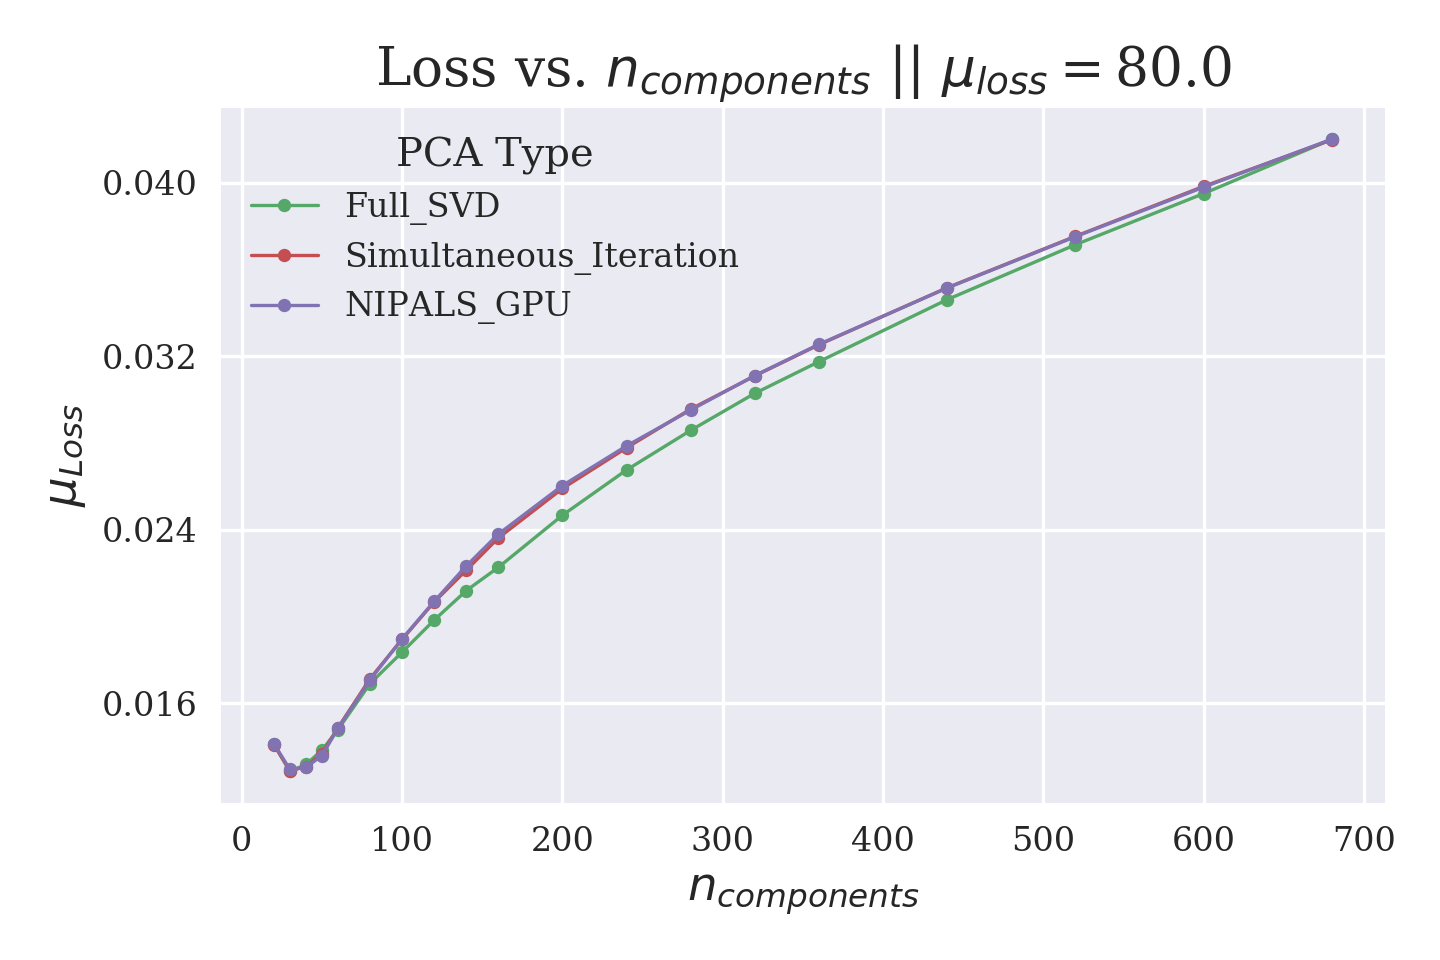 Loss vs. n_components || μ_loss = 80.0
PCA Type
Full_SVD
Simultaneous_Iteration
NIPALS_GPU
0.040
0.032
0.024
0.016
μ_Loss
0 100 200 300 400 500 600 700
n_components